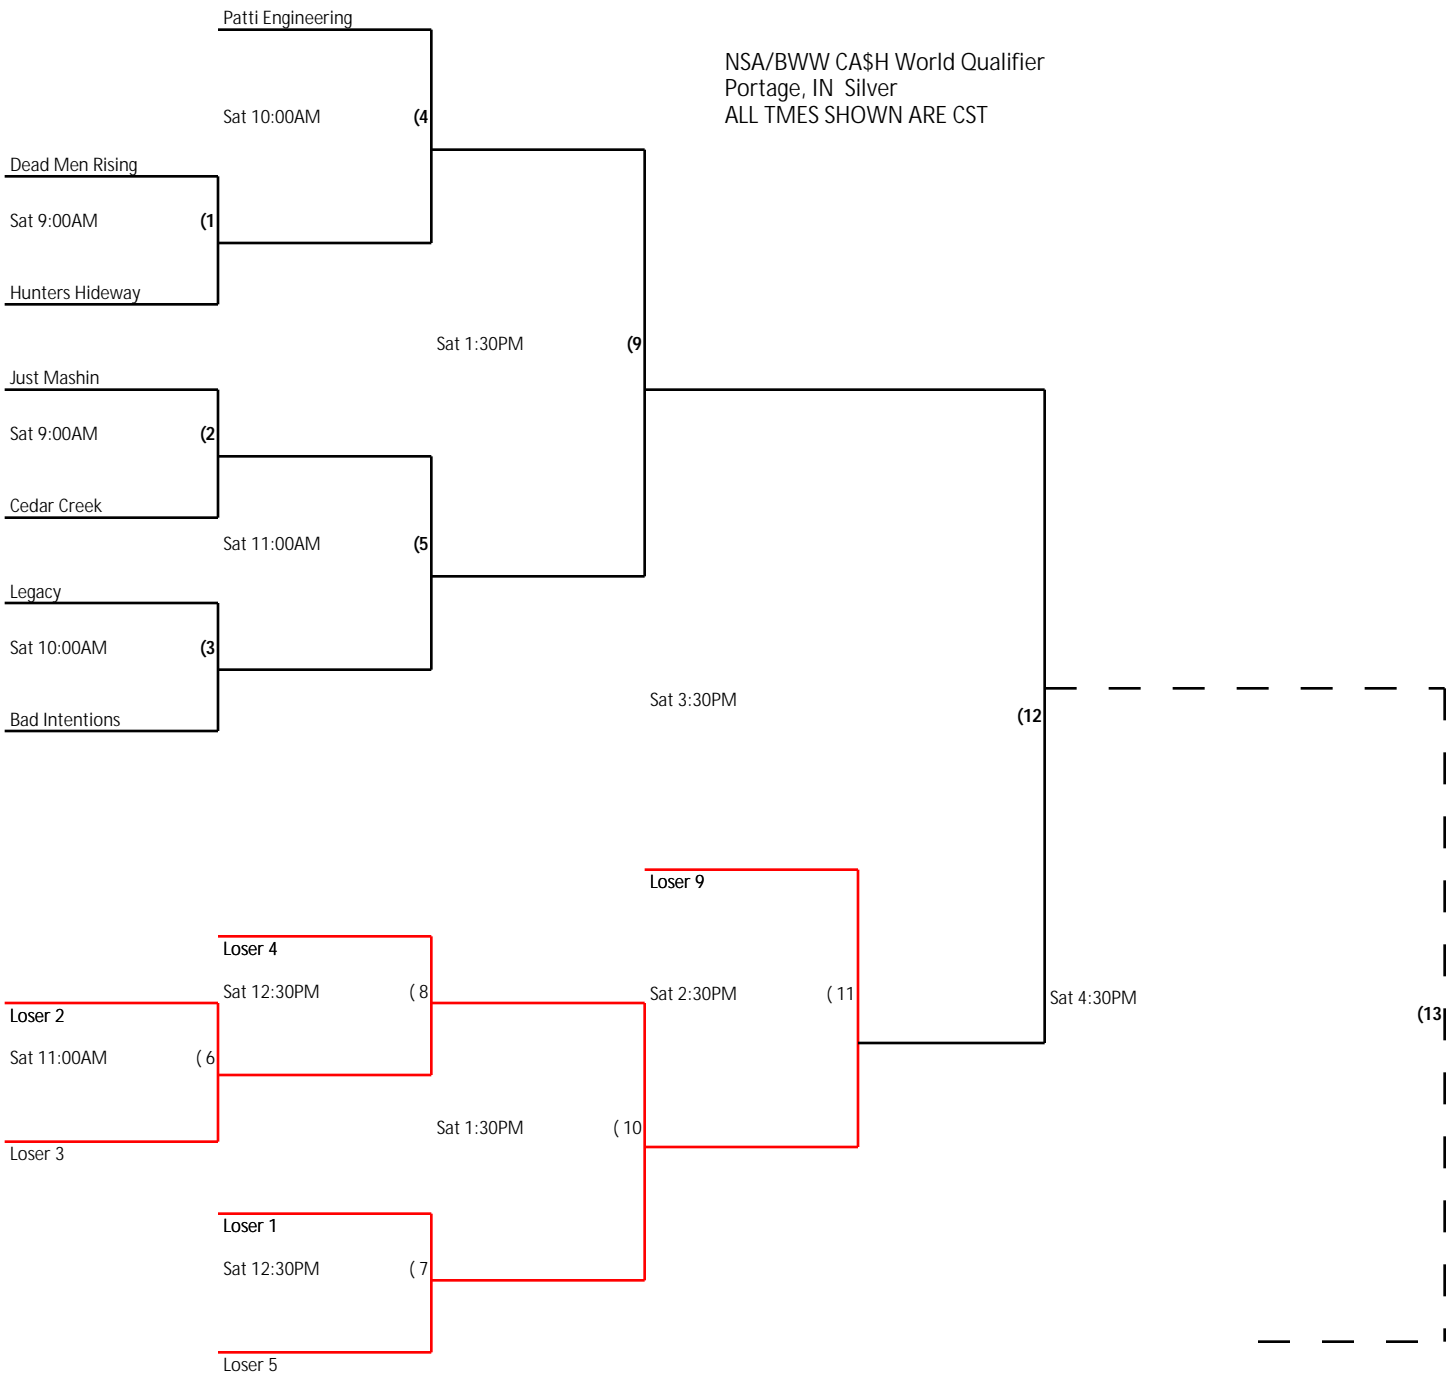 Patti Engineering
NSA/BWW CA$H World Qualifier
Portage, IN Silver
ALL TMES SHOWN ARE CST
Sat 10:00AM (4
Dead Men Rising
Sat 9:00AM (1
Hunters Hideway
Sat 1:30PM (9
Just Mashin
Sat 9:00AM (2
Cedar Creek
Sat 11:00AM (5
Legacy
Sat 10:00AM (3
Bad Intentions
Sat 3:30PM (12
Loser 9
Loser 4
Sat 12:30PM ( 8
Sat 2:30PM ( 11
Sat 4:30PM (13
Loser 2
Sat 11:00AM ( 6
Loser 3
Sat 1:30PM ( 10
Loser 1
Sat 12:30PM ( 7
Loser 5